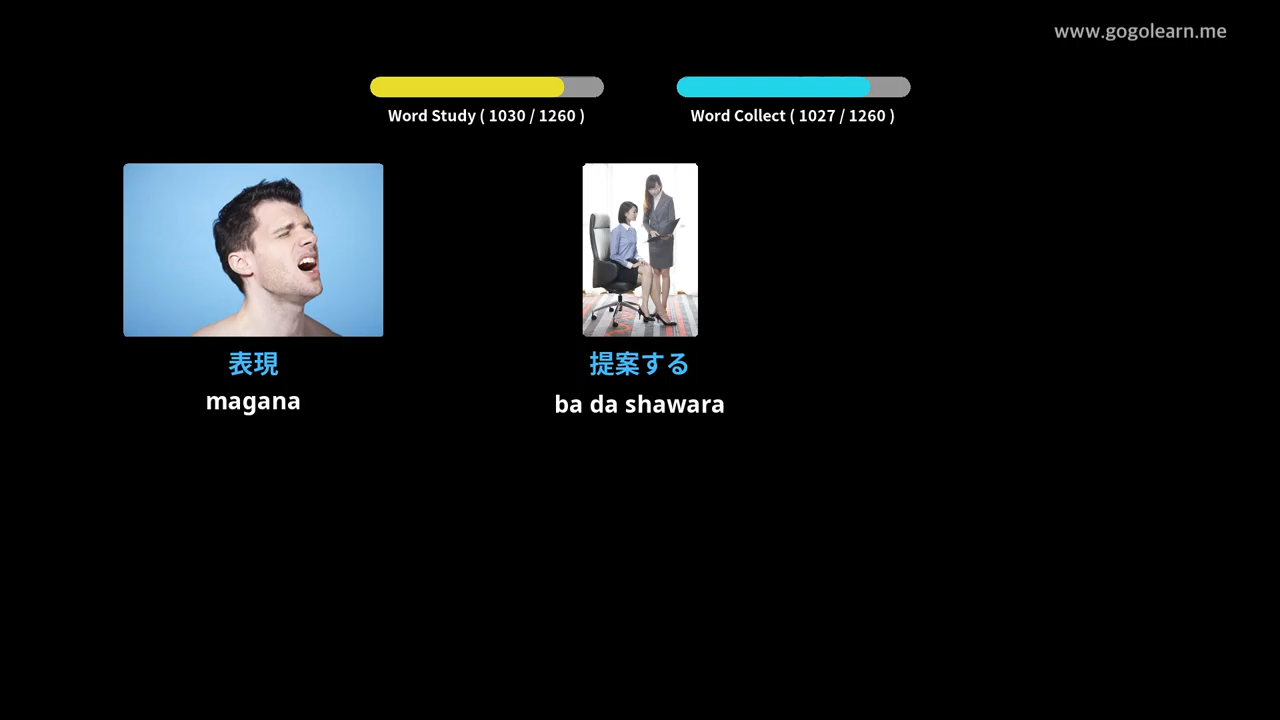 www.gogolearn.me
Word Study ( 1030 / 1260 )
Word Collect ( 1027 / 1260 )
表現
magana
提案する
ba da shawara